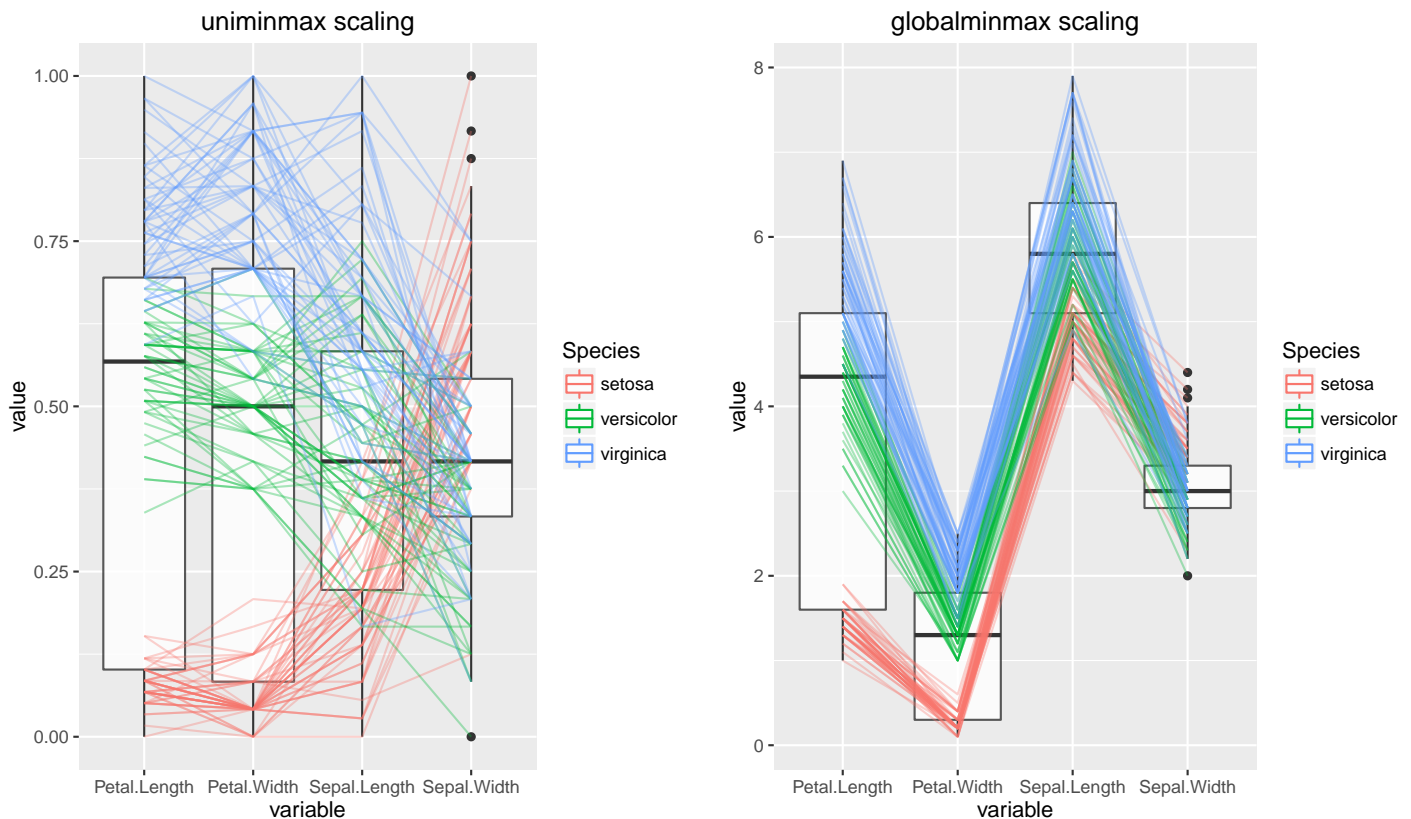 uniminmax scaling
1.00
0.75
0.50
0.25
0.00
value
Petal.Length Petal.Width Sepal.Length Sepal.Width
variable
Species
setosa
versicolor
virginica
globalminmax scaling
8
6
4
2
0
value
Petal.Length Petal.Width Sepal.Length Sepal.Width
variable
Species
setosa
versicolor
virginica